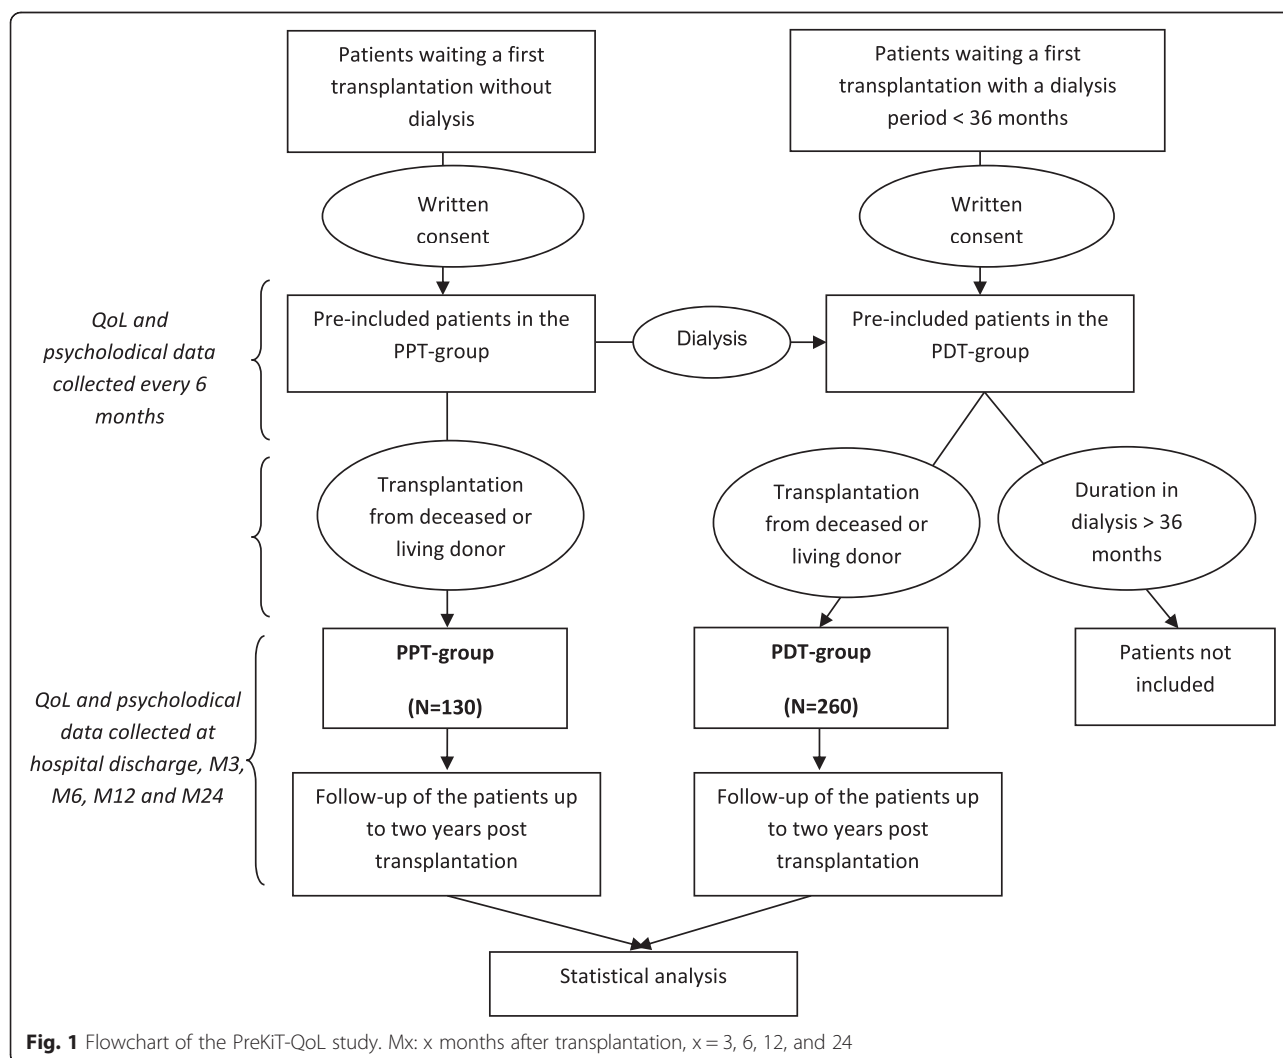 Patients waiting a first
transplantation without
dialysis
Patients waiting a first
transplantation with a dialysis
period < 36 months
Written
consent
Written
consent
QoL and
psycholodical data
collected every 6
months
Pre-included patients in the
PPT-group
Dialysis
Pre-included patients in the
PDT-group
Transplantation
from deceased or
living donor
Transplantation
from deceased or
living donor
Duration in
dialysis > 36
months
QoL and psycholodical
data collected at
hospital discharge, M3,
M6, M12 and M24
PPT-group
(N=130)
PDT-group
(N=260)
Patients not
included
Follow-up of the patients up
to two years post
transplantation
Follow-up of the patients up
to two years post
transplantation
Statistical analysis
Fig. 1 Flowchart of the PreKiT-QoL study. Mx: x months after transplantation, x = 3, 6, 12, and 24